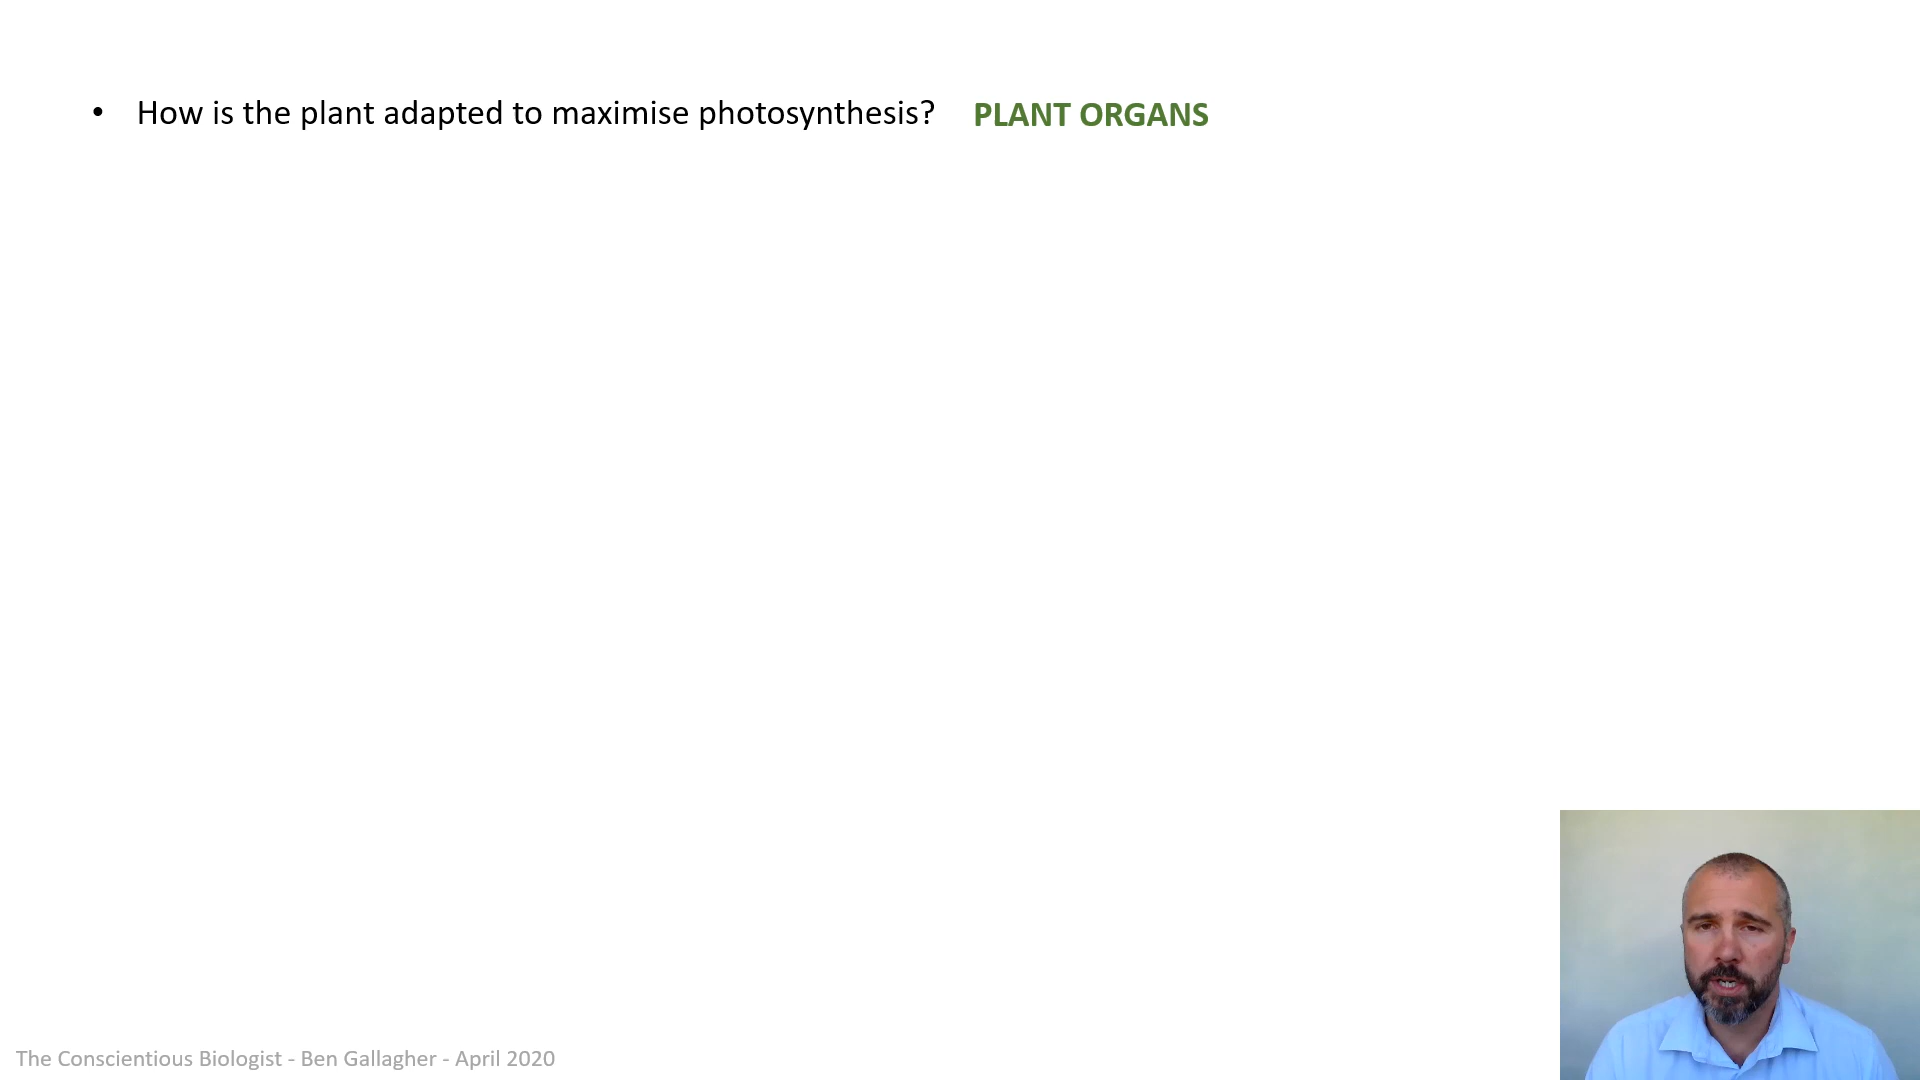 • How is the plant adapted to maximise photosynthesis? PLANT ORGANS
The Conscientious Biologist - Ben Gallagher - April 2020